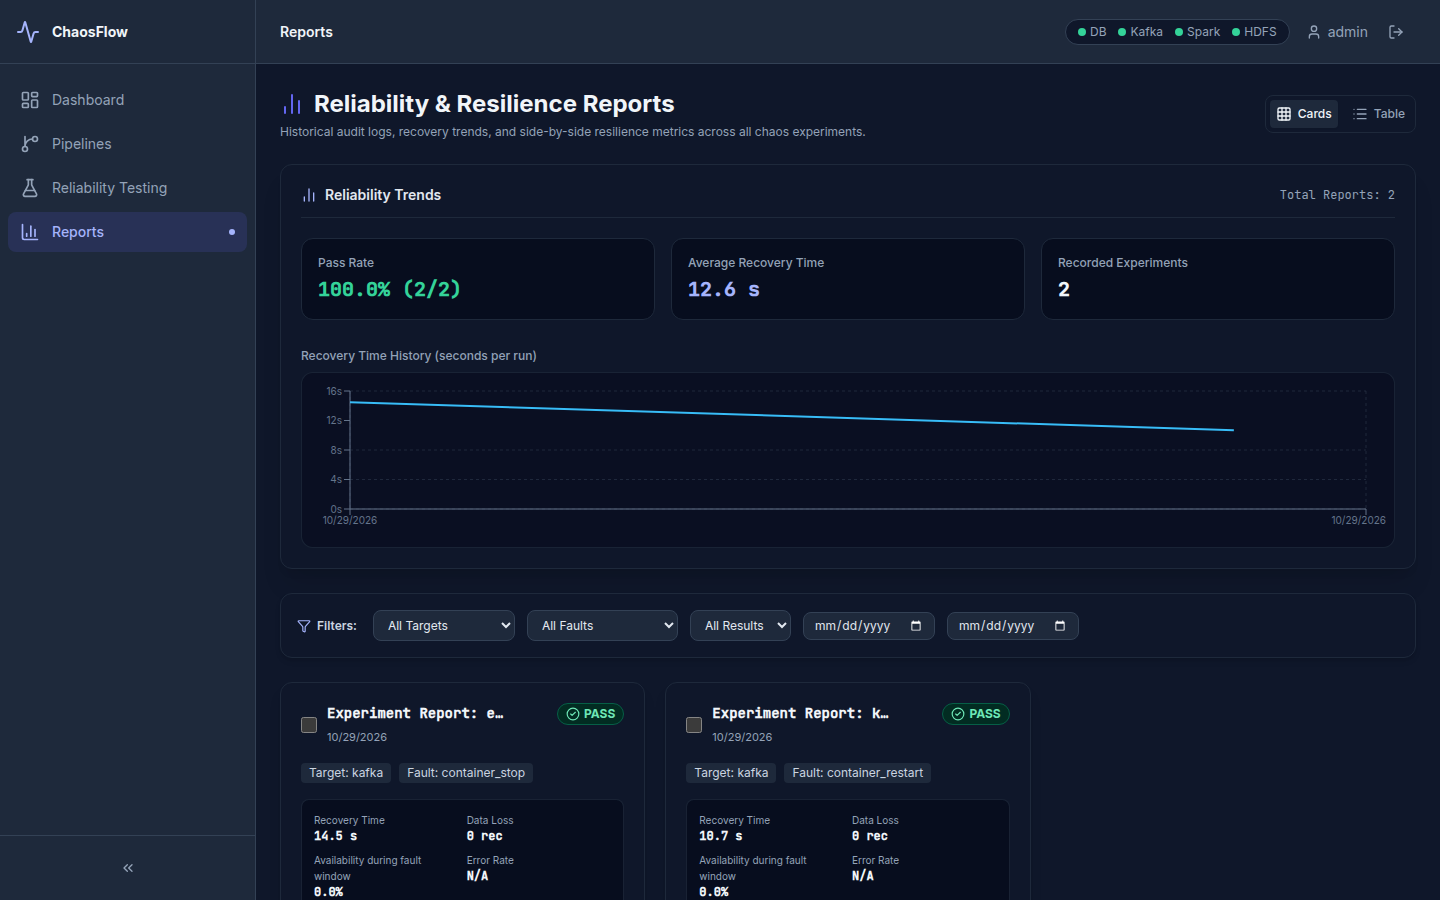 ChaosFlow
Reports
DB Kafka Spark HDFS
admin
Dashboard
Pipelines
Reliability Testing
Reports
Reliability & Resilience Reports
Historical audit logs, recovery trends, and side-by-side resilience metrics across all chaos experiments.
Cards Table
Reliability Trends
Total Reports: 2
Pass Rate
100.0% (2/2)
Average Recovery Time
12.6 s
Recorded Experiments
2
Recovery Time History (seconds per run)
16s
12s
8s
4s
0s
10/29/2026 10/29/2026
Filters: All Targets All Faults All Results mm/dd/yyyy mm/dd/yyyy
Experiment Report: e…
PASS
10/29/2026
Target: kafka Fault: container_stop
Recovery Time Data Loss
14.5 s 0 rec
Availability during fault Error Rate
window N/A
0.0%
Experiment Report: k…
PASS
10/29/2026
Target: kafka Fault: container_restart
Recovery Time Data Loss
10.7 s 0 rec
Availability during fault Error Rate
window N/A
0.0%